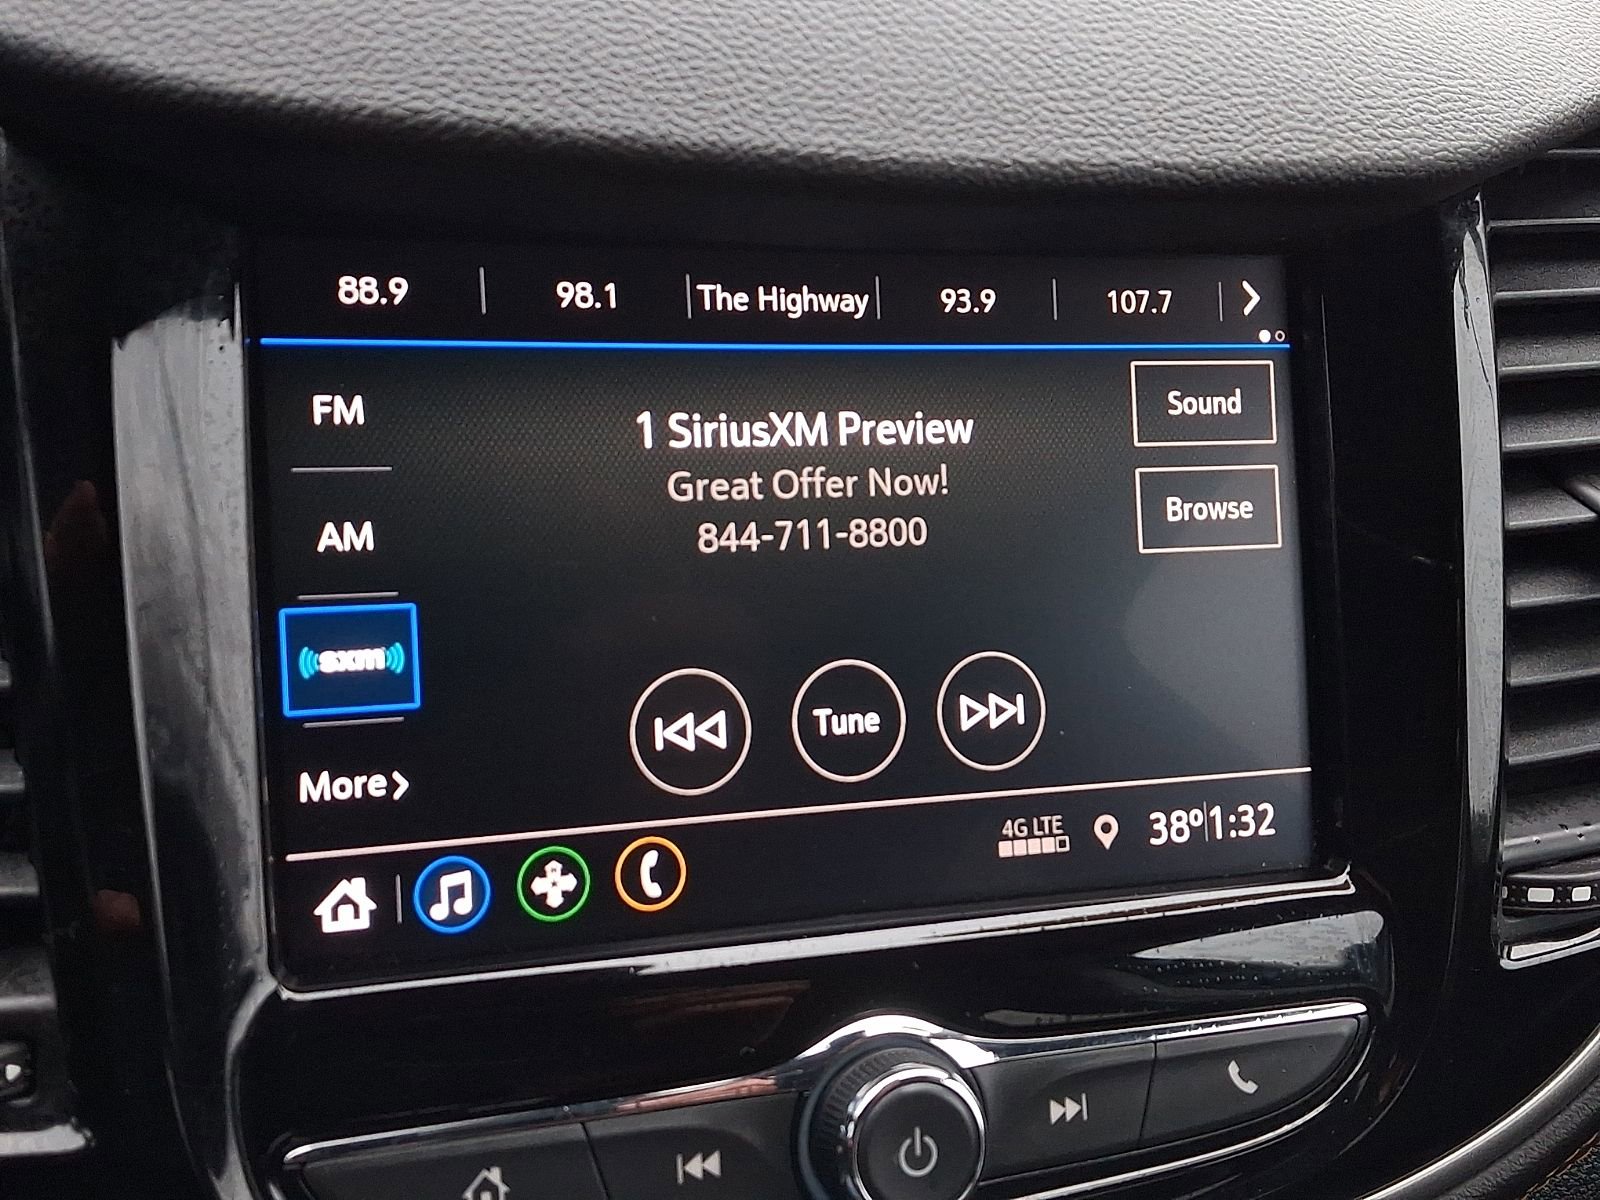 88.9
98.1
The Highway
93.9
107.7
FM
1 SiriusXM Preview
Sound
Great Offer Now!
AM
844-711-8800
Browse
sxm
Tune
More
4G LTE
38° 1:32